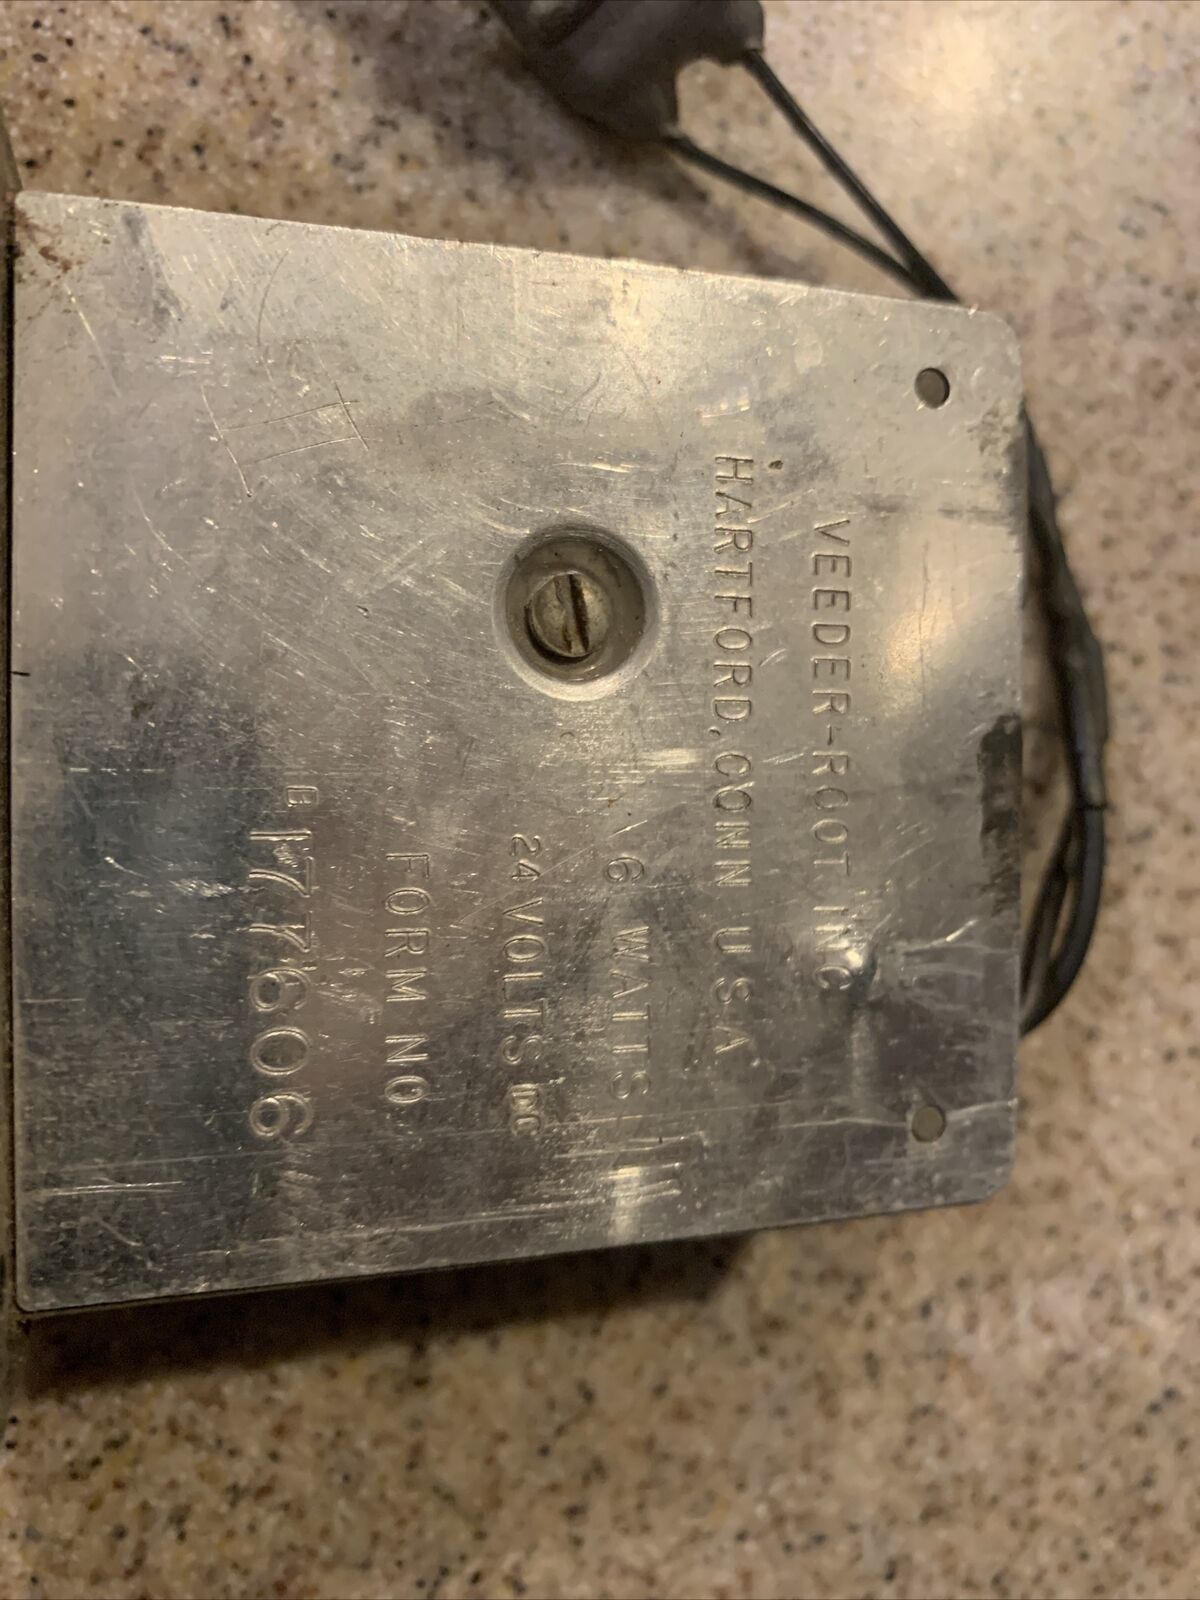 VEEDER-ROOT INC
HARTFORD, CONN U S A
6 WATTS
24 VOLTS DC
FORM NO
B 177606